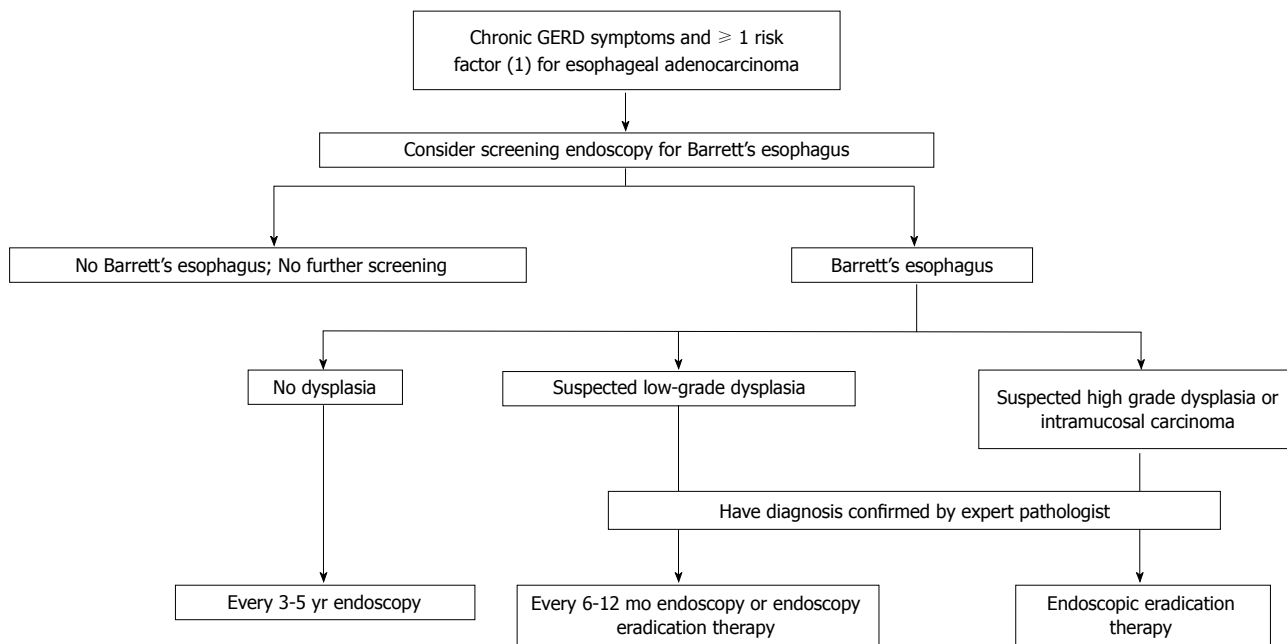 Chronic GERD symptoms and ⩾ 1 risk
factor (1) for esophageal adenocarcinoma
Consider screening endoscopy for Barrett’s esophagus
No Barrett’s esophagus; No further screening
Barrett’s esophagus
No dysplasia
Suspected low-grade dysplasia
Suspected high grade dysplasia or
intramucosal carcinoma
Have diagnosis confirmed by expert pathologist
Every 3-5 yr endoscopy
Every 6-12 mo endoscopy or endoscopy
eradication therapy
Endoscopic eradication
therapy